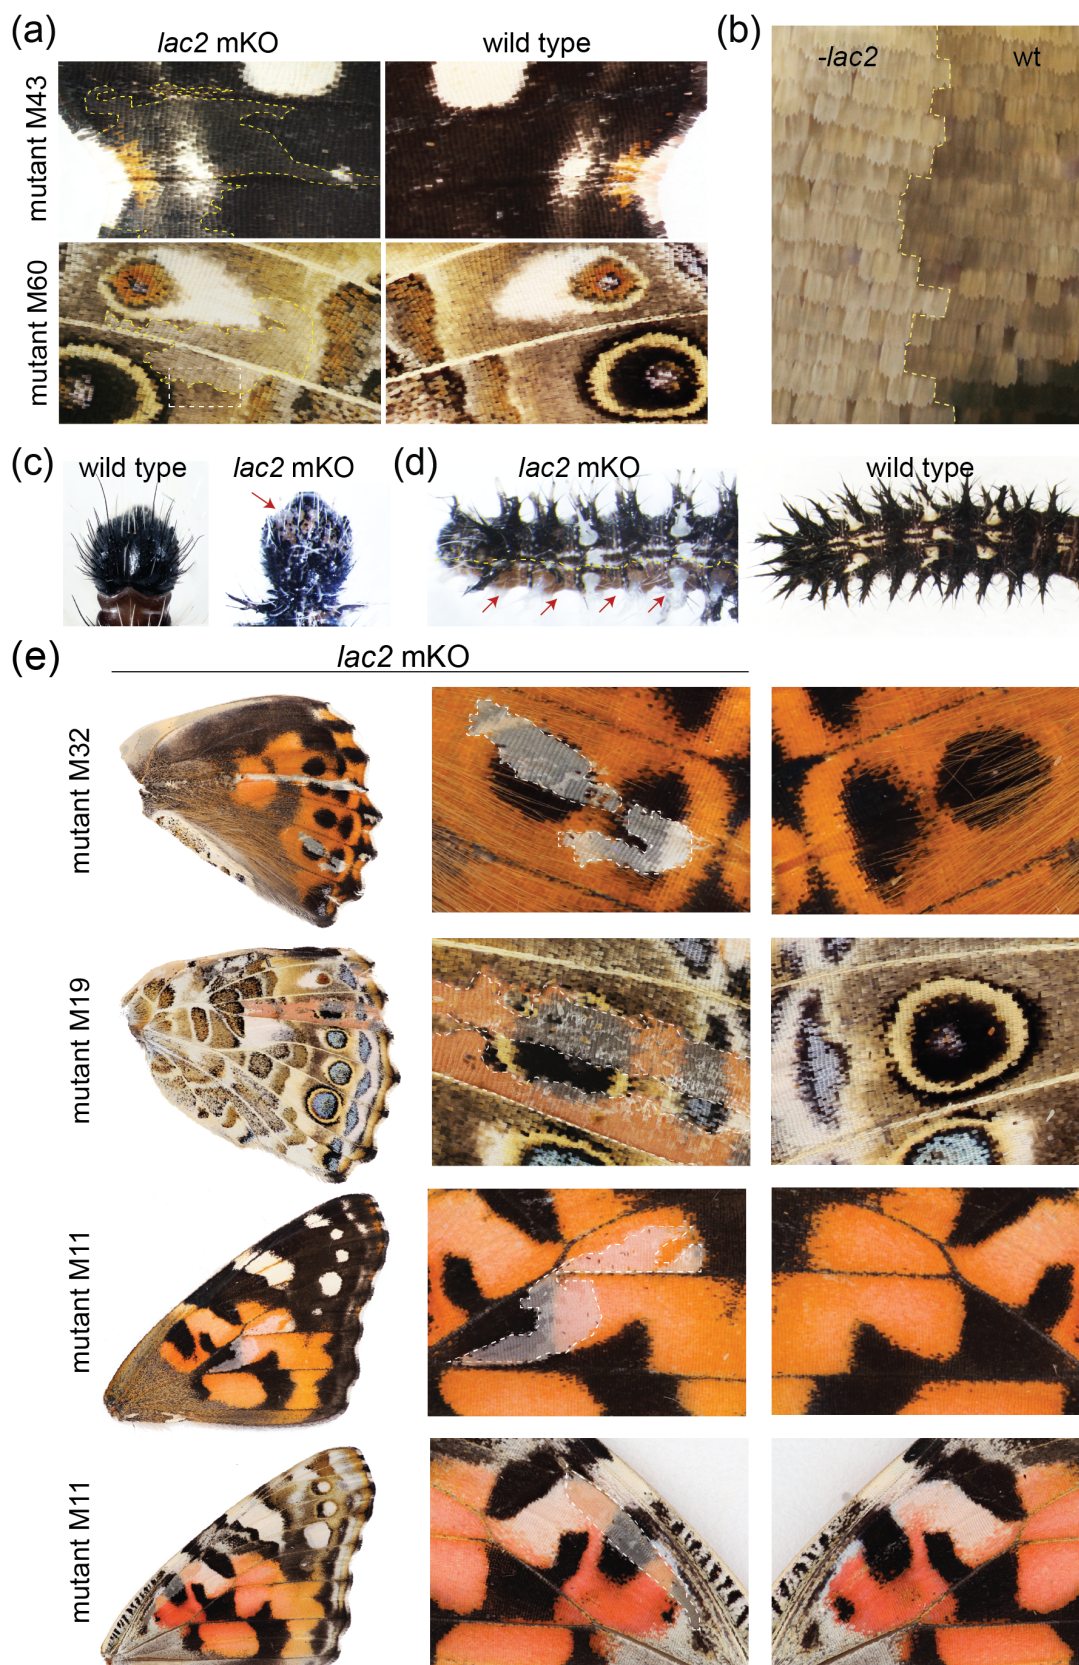 (a)
lac2 mKO
wild type
mutant M43
mutant M60
(b)
-lac2
wt
(c)
wild type
lac2 mKO
(d)
lac2 mKO
wild type
(e)
lac2 mKO
mutant M32
mutant M19
mutant M11
mutant M11